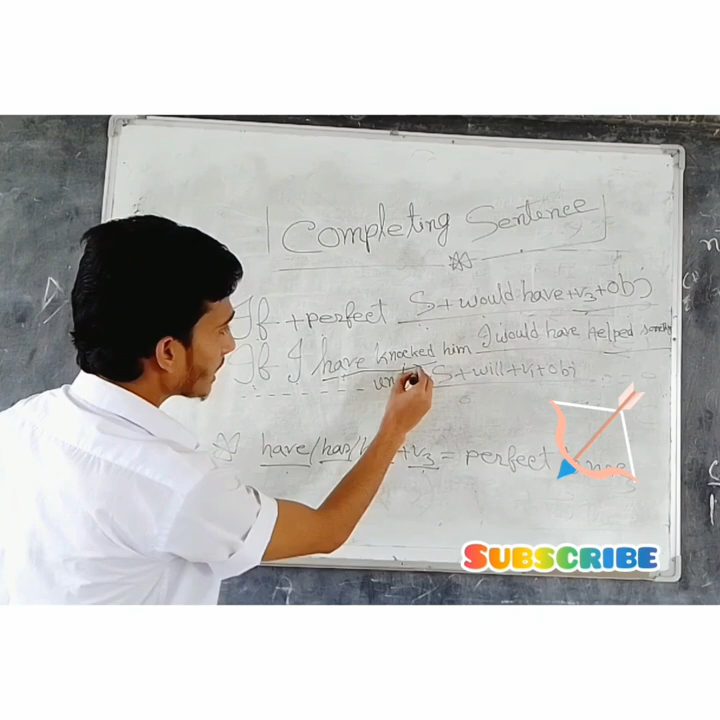 Completing Sentence
If +perfect S+would have+v3+obj
If I have knocked him I would have helped
S+will+v1+obj
have/has/ +v3 = perfect
SUBSCRIBE